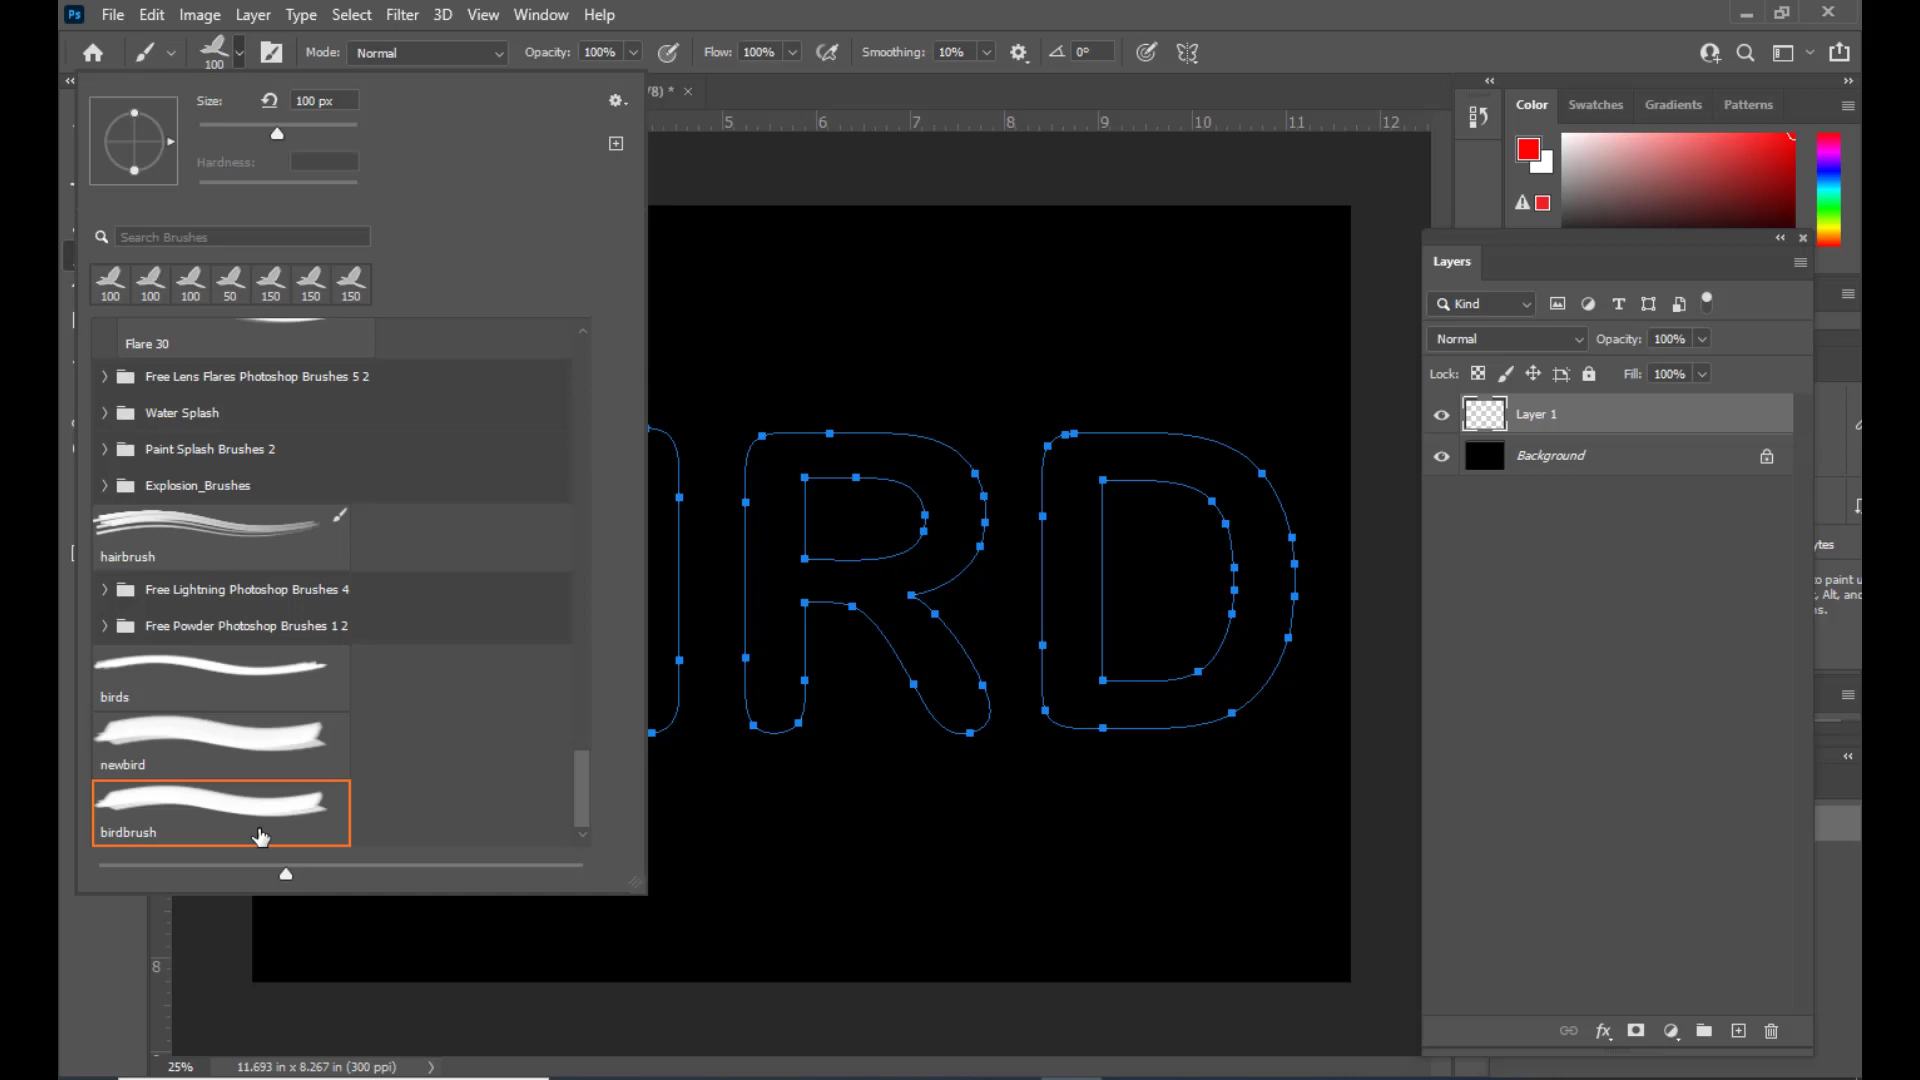 Ps File Edit Image Layer Type Select Filter 3D View Window Help
100 Mode: Normal Opacity: 100% Flow: 100% Smoothing: 10% 0°
/8) * ×
Size: 100 px
Hardness:
Search Brushes
100 100 100 50 150 150 150
Flare 30
Free Lens Flares Photoshop Brushes 5 2
Water Splash
Paint Splash Brushes 2
Explosion_Brushes
hairbrush
Free Lightning Photoshop Brushes 4
Free Powder Photoshop Brushes 1 2
birds
newbird
birdbrush
5 6 7 8 9 10 11 12
RD
8
25% 11.693 in x 8.267 in (300 ppi)
Color Swatches Gradients Patterns
Layers
Kind
Normal Opacity: 100%
Lock: Fill: 100%
Layer 1
Background
fx
ytes
o paint u
, Alt, and
ns.